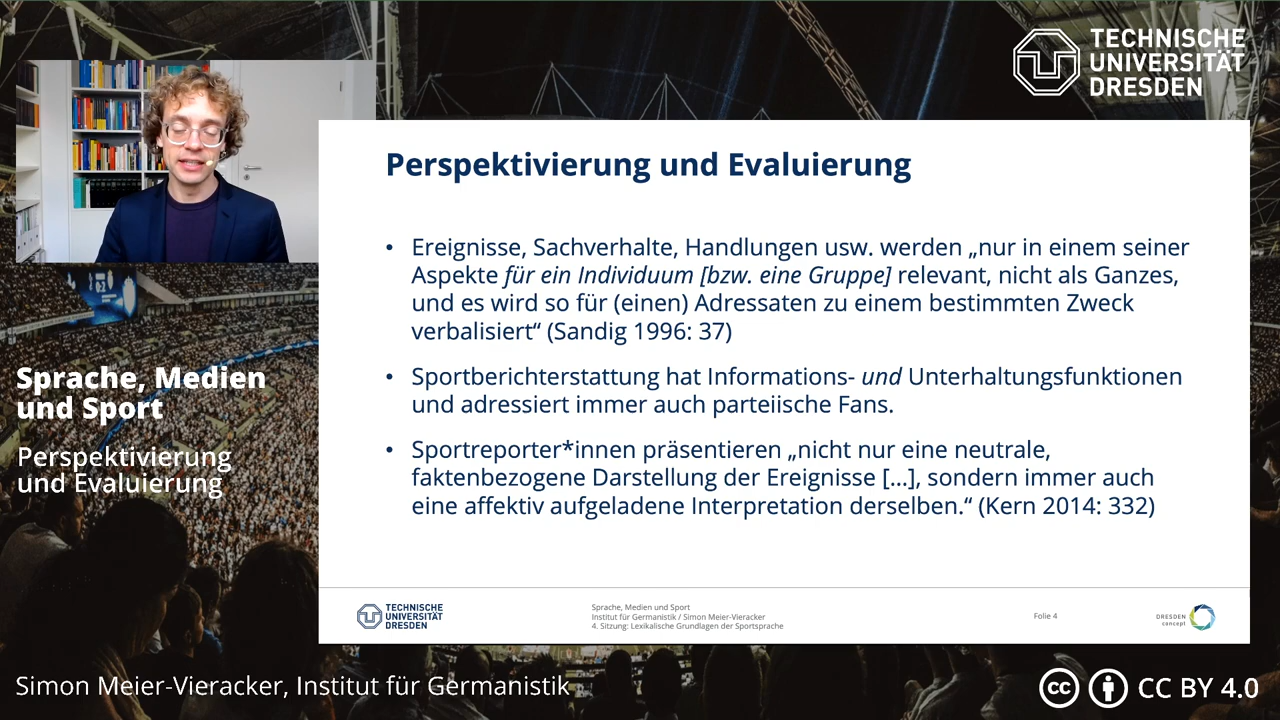 TECHNISCHE
UNIVERSITÄT
DRESDEN
Perspektivierung und Evaluierung
• Ereignisse, Sachverhalte, Handlungen usw. werden „nur in einem seiner
Aspekte für ein Individuum [bzw. eine Gruppe] relevant, nicht als Ganzes,
und es wird so für (einen) Adressaten zu einem bestimmten Zweck
verbalisiert“ (Sandig 1996: 37)
• Sportberichterstattung hat Informations- und Unterhaltungsfunktionen
und adressiert immer auch parteiische Fans.
• Sportreporter*innen präsentieren „nicht nur eine neutrale,
faktenbezogene Darstellung der Ereignisse [...], sondern immer auch
eine affektiv aufgeladene Interpretation derselben.“ (Kern 2014: 332)
Sprache, Medien
und Sport
Perspektivierung
und Evaluierung
TECHNISCHE
UNIVERSITÄT
DRESDEN
Sprache, Medien und Sport
Institut für Germanistik / Simon Meier-Vieracker
4. Sitzung: Lexikalische Grundlagen der Sportsprache
Folie 4
DRESDEN
concept
Simon Meier-Vieracker, Institut für Germanistik
cc CC BY 4.0